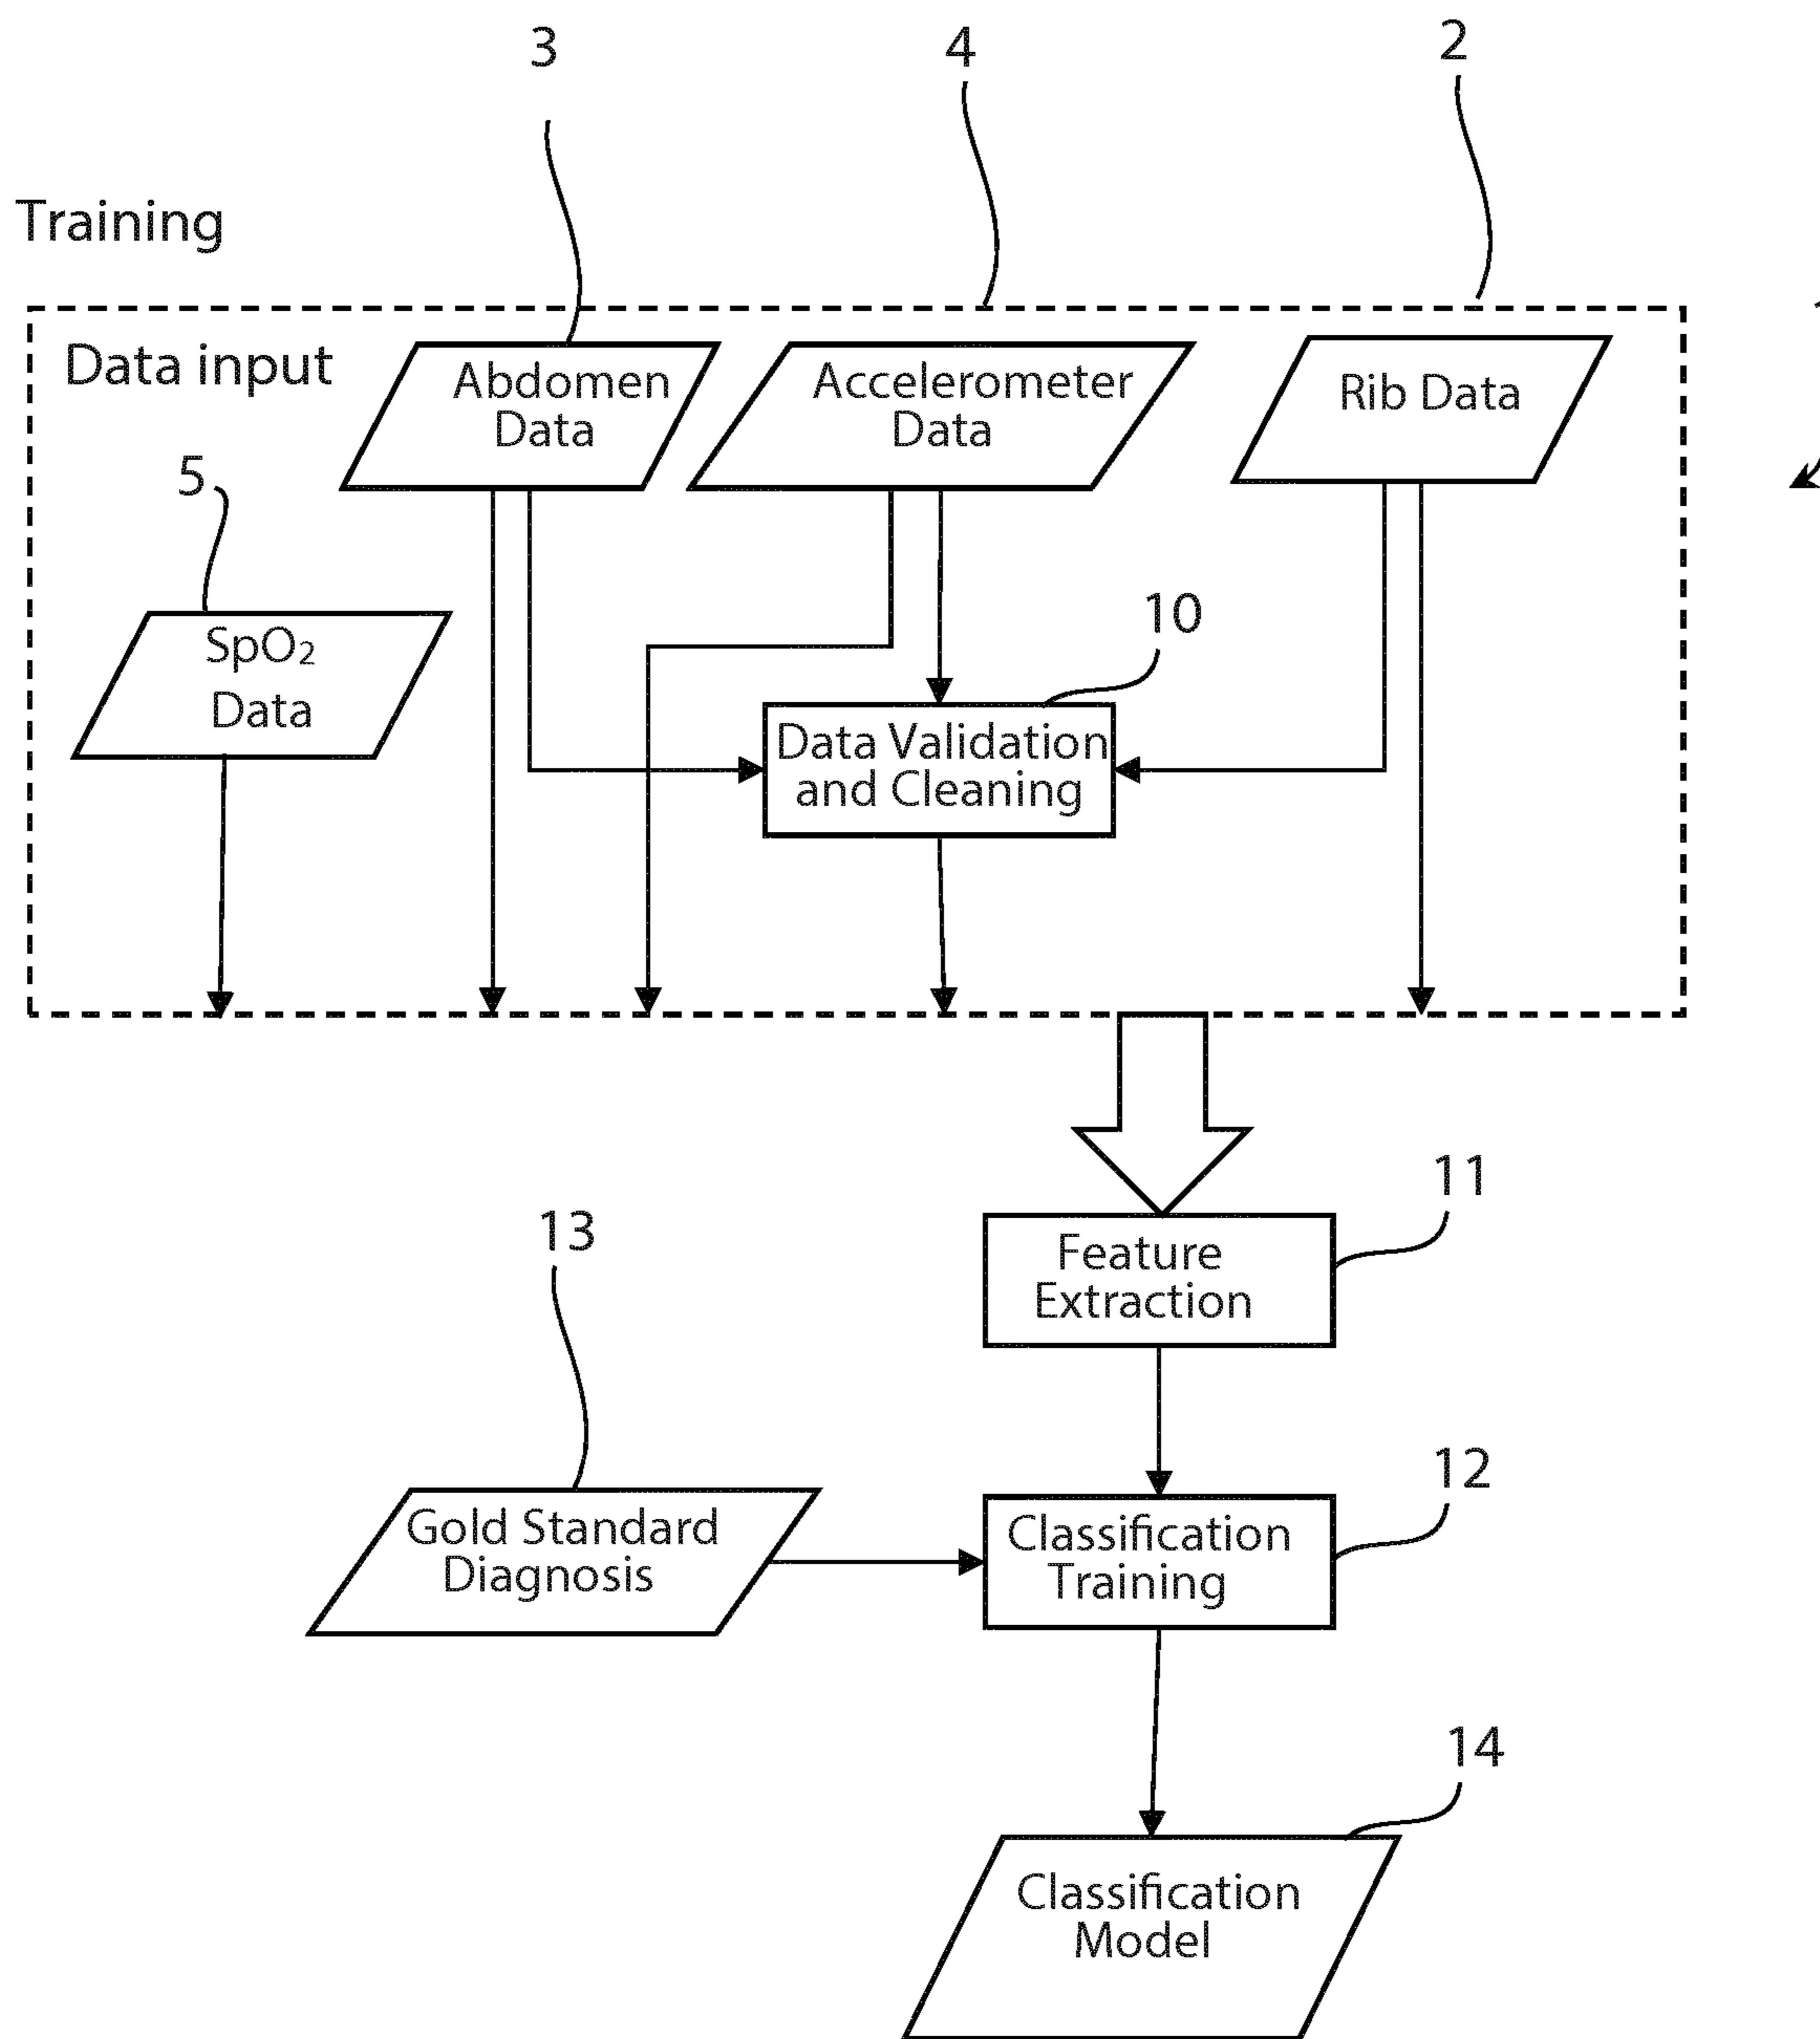 3
4
2
Training
Data input
Abdomen
Data
Accelerometer
Data
Rib Data
5
SpO₂
Data
10
Data Validation
and Cleaning
11
Feature
Extraction
13
12
Gold Standard
Diagnosis
Classification
Training
14
Classification
Model